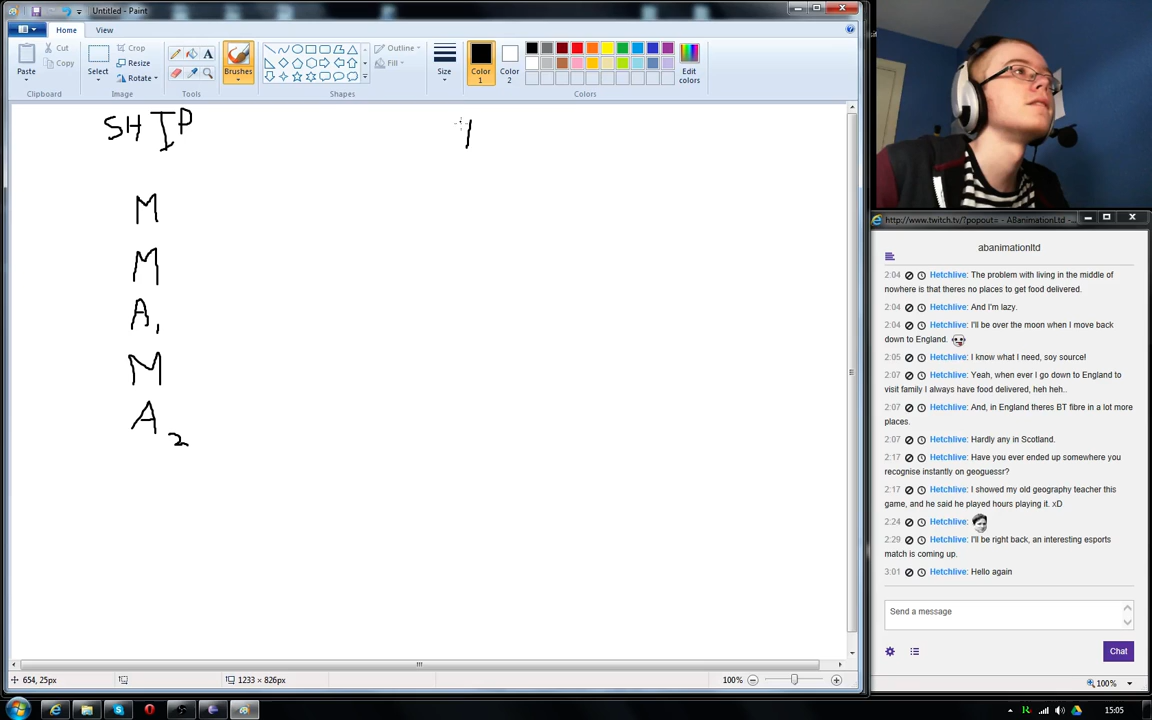 Untitled - Paint
Home
View
Paste
Cut
Copy
Clipboard
Select
Crop
Resize
Rotate
Image
Tools
Brushes
Shapes
Outline
Fill
Size
Color 1
Color 2
Edit colors
Colors
SHIP
M
M
A1
M
A2
654, 25px
1233 × 826px
100%
http://www.twitch.tv/?popout= - ABanimationLtd -...
abanimationltd
2:04 Hetchlive: The problem with living in the middle of
nowhere is that theres no places to get food delivered.
2:04 Hetchlive: And I'm lazy.
2:04 Hetchlive: I'll be over the moon when I move back
down to England.
2:05 Hetchlive: I know what I need, soy source!
2:07 Hetchlive: Yeah, when ever I go down to England to
visit family I always have food delivered, heh heh..
2:07 Hetchlive: And, in England theres BT fibre in a lot more
places.
2:07 Hetchlive: Hardly any in Scotland.
2:17 Hetchlive: Have you ever ended up somewhere you
recognise instantly on geoguessr?
2:17 Hetchlive: I showed my old geography teacher this
game, and he said he played hours playing it. xD
2:24 Hetchlive:
2:29 Hetchlive: I'll be right back, an interesting esports
match is coming up.
3:01 Hetchlive: Hello again
Send a message
Chat
100%
15:05